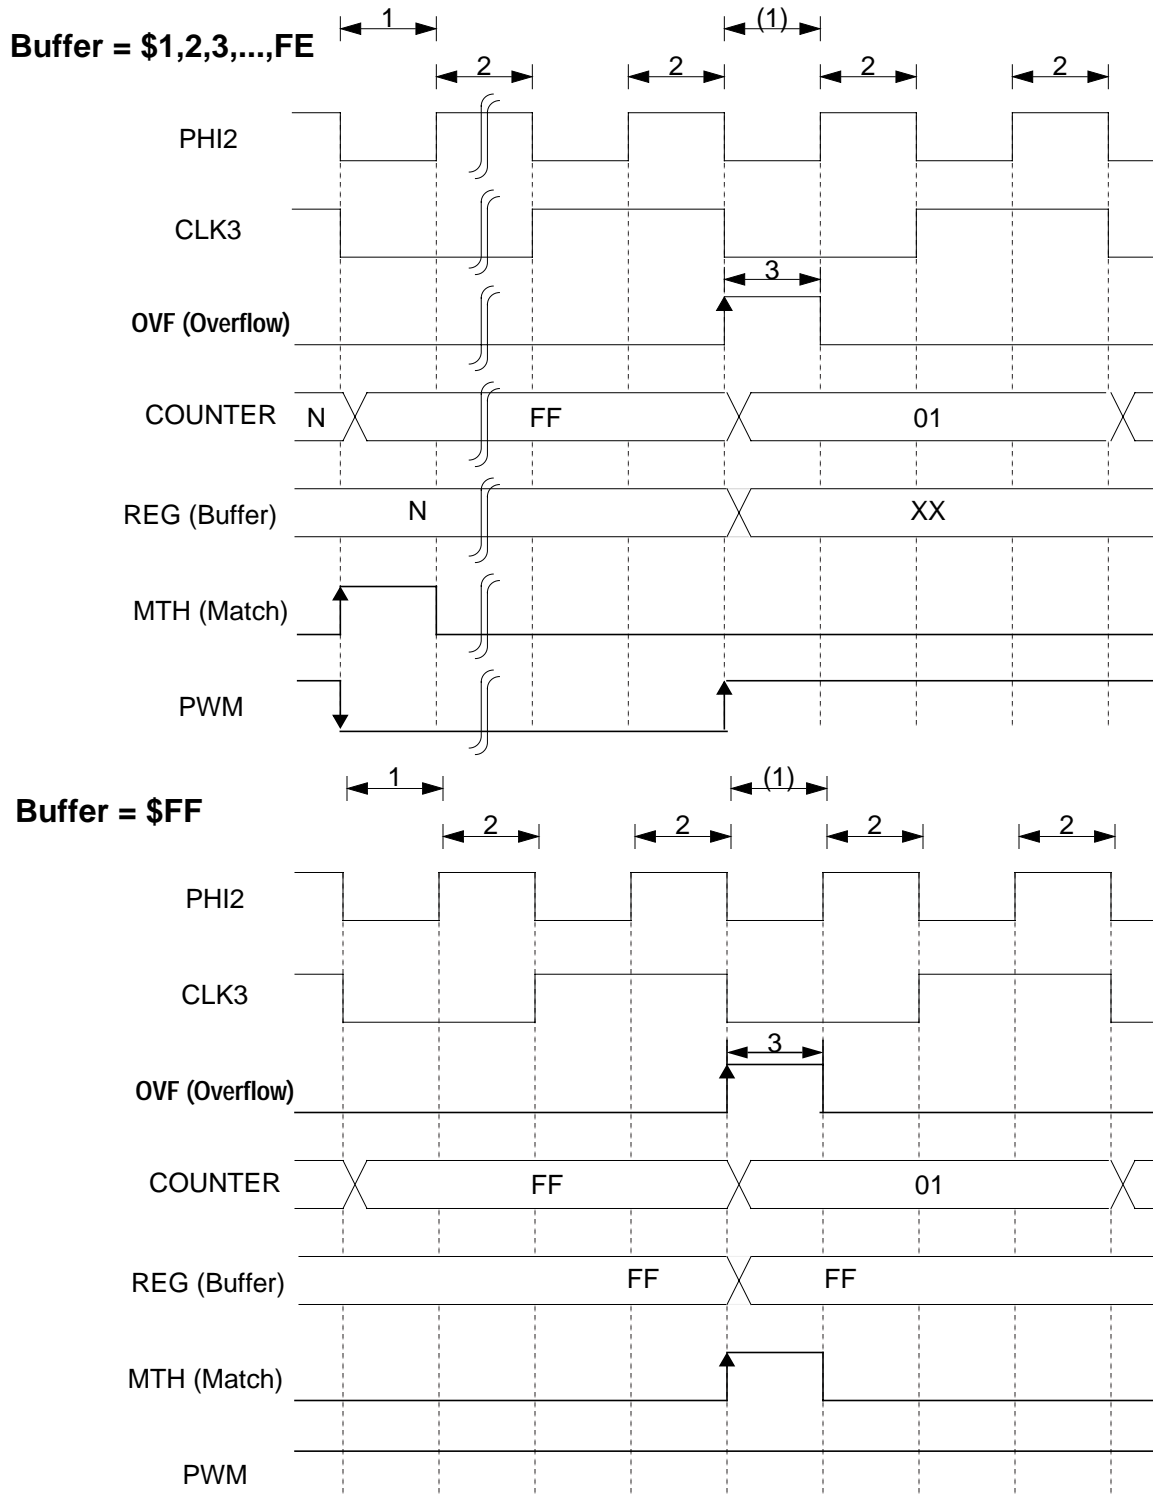 1 (1)
Buffer = $1,2,3,...,FE
2 2 2 2
PHI2
CLK3
3
OVF (Overflow)
COUNTER N FF 01
REG (Buffer) N XX
MTH (Match)
PWM
1 (1)
Buffer = $FF
2 2 2 2
PHI2
CLK3
3
OVF (Overflow)
COUNTER FF 01
REG (Buffer) FF FF
MTH (Match)
PWM